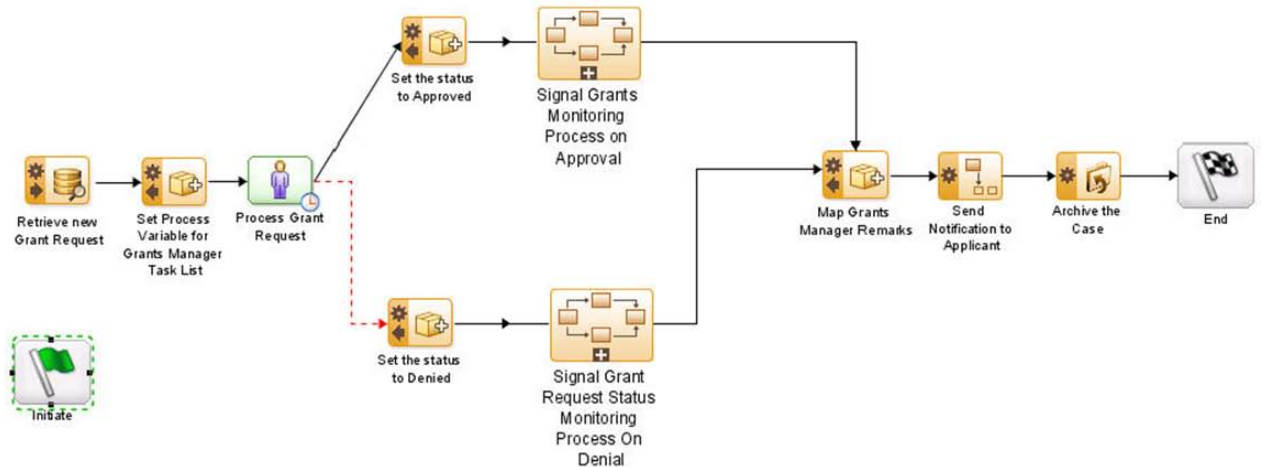 Set the status
to Approved
Signal Grants
Monitoring
Process on
Approval
Retrieve new
Grant Request
Set Process
Variable for
Grants Manager
Task List
Process Grant
Request
Map Grants
Manager Remarks
Send
Notification to
Applicant
Archive the
Case
End
Set the status
to Denied
Signal Grant
Request Status
Monitoring
Process On
Denial
Initiate